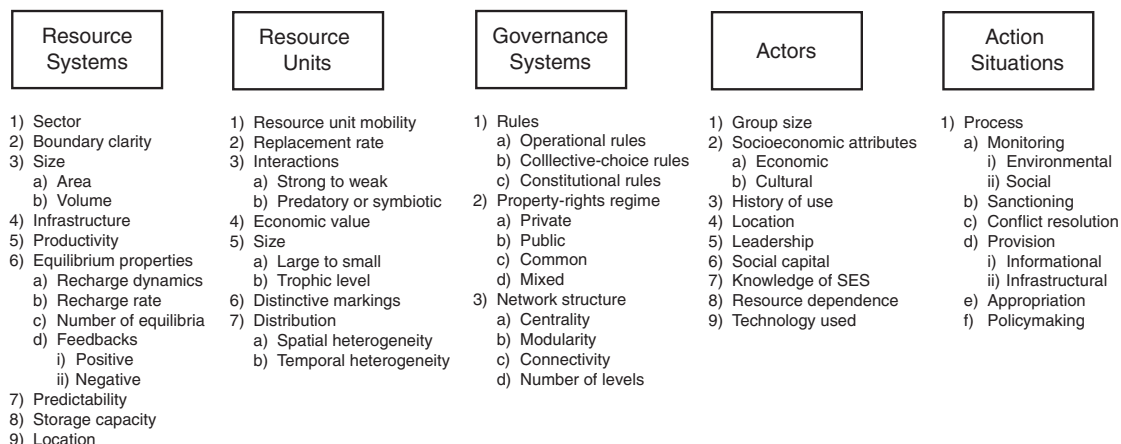 Resource
Systems
1) Sector
2) Boundary clarity
3) Size
a) Area
b) Volume
4) Infrastructure
5) Productivity
6) Equilibrium properties
a) Recharge dynamics
b) Recharge rate
c) Number of equilibria
d) Feedbacks
i) Positive
ii) Negative
7) Predictability
8) Storage capacity
9) Location
Resource
Units
1) Resource unit mobility
2) Replacement rate
3) Interactions
a) Strong to weak
b) Predatory or symbiotic
4) Economic value
5) Size
a) Large to small
b) Trophic level
6) Distinctive markings
7) Distribution
a) Spatial heterogeneity
b) Temporal heterogeneity
Governance
Systems
1) Rules
a) Operational rules
b) Colllective-choice rules
c) Constitutional rules
2) Property-rights regime
a) Private
b) Public
c) Common
d) Mixed
3) Network structure
a) Centrality
b) Modularity
c) Connectivity
d) Number of levels
Actors
1) Group size
2) Socioeconomic attributes
a) Economic
b) Cultural
3) History of use
4) Location
5) Leadership
6) Social capital
7) Knowledge of SES
8) Resource dependence
9) Technology used
Action
Situations
1) Process
a) Monitoring
i) Environmental
ii) Social
b) Sanctioning
c) Conflict resolution
d) Provision
i) Informational
ii) Infrastructural
e) Appropriation
f) Policymaking